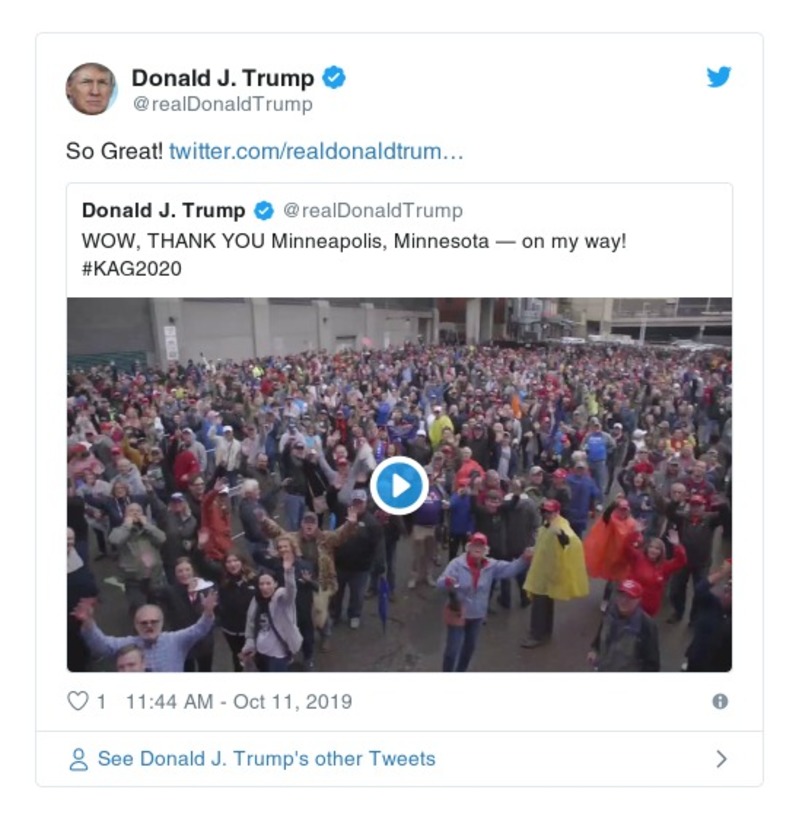 Donald J. Trump
@realDonaldTrump
So Great! twitter.com/realdonaldtrum…
Donald J. Trump @realDonaldTrump
WOW, THANK YOU Minneapolis, Minnesota — on my way!
#KAG2020
1 11:44 AM - Oct 11, 2019
See Donald J. Trump's other Tweets